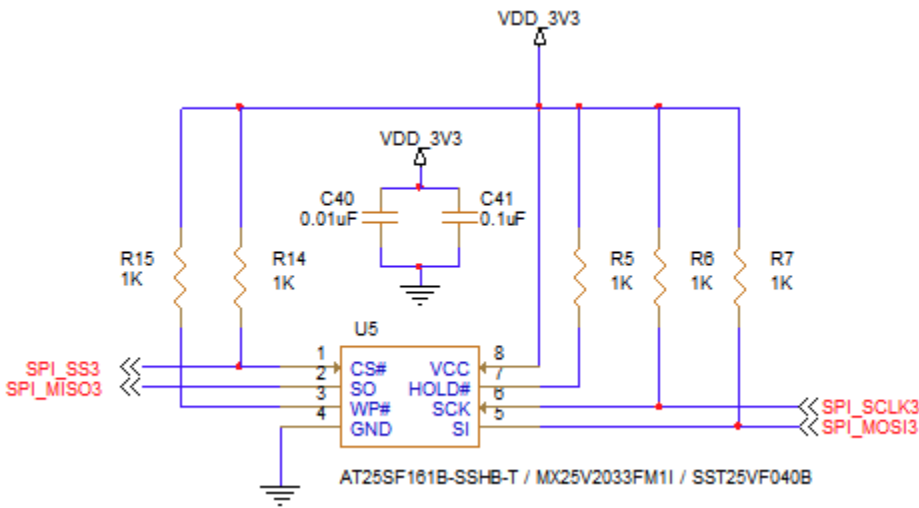 VDD_3V3
VDD_3V3
C40
0.01uF
C41
0.1uF
R15
1K
R14
1K
R5
1K
R6
1K
R7
1K
U5
SPI_SS3
1
CS#
VCC
8
SPI_MISO3
2
SO
HOLD#
7
3
WP#
SCK
6
SPI_SCLK3
4
GND
SI
5
SPI_MOSI3
AT25SF161B-SSHB-T / MX25V2033FM1I / SST25VF040B